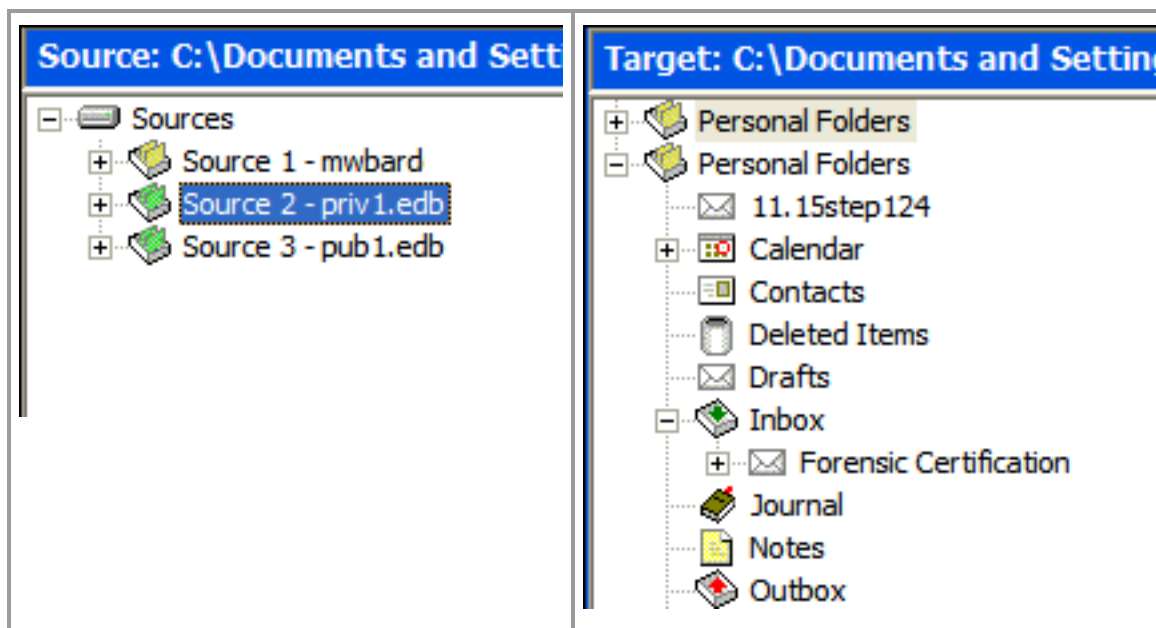 Source: C:\Documents and Sett
Sources
Source 1 - mwbard
Source 2 - priv1.edb
Source 3 - pub1.edb
Target: C:\Documents and Setting
Personal Folders
Personal Folders
11.15step124
Calendar
Contacts
Deleted Items
Drafts
Inbox
Forensic Certification
Journal
Notes
Outbox